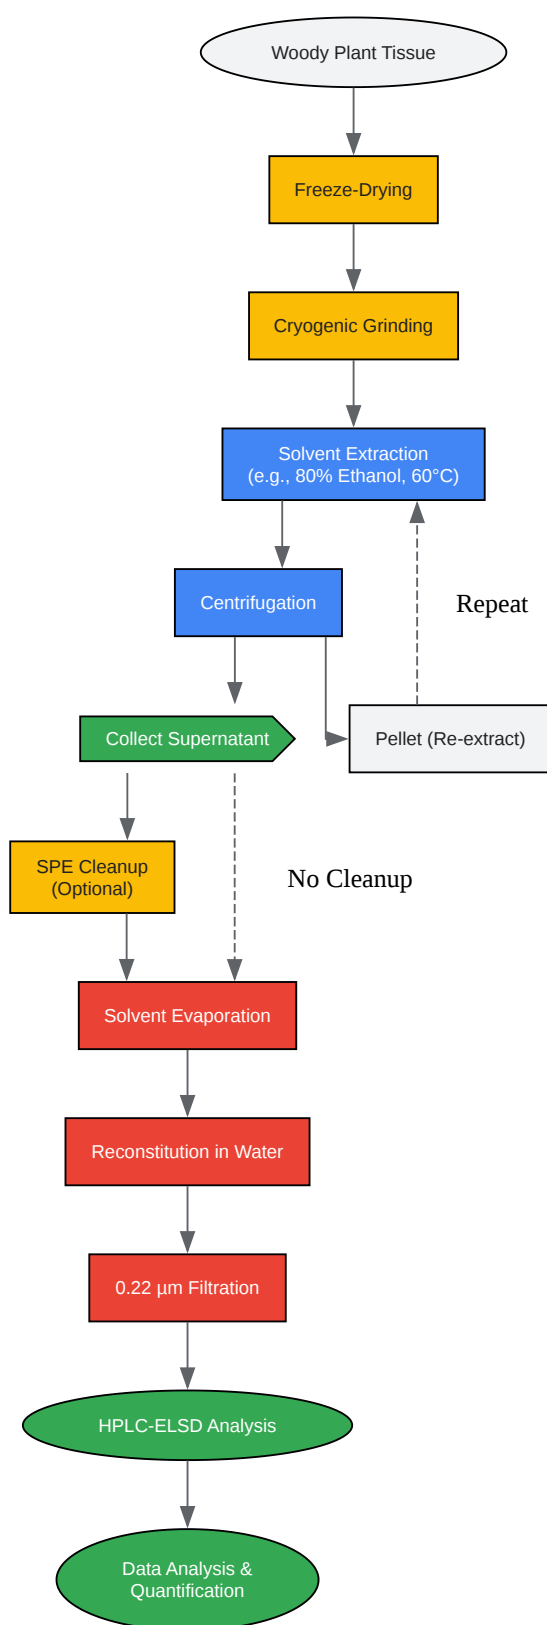 Woody Plant Tissue
Freeze-Drying
Cryogenic Grinding
Solvent Extraction
(e.g., 80% Ethanol, 60°C)
Centrifugation
Repeat
Collect Supernatant
Pellet (Re-extract)
SPE Cleanup
(Optional)
No Cleanup
Solvent Evaporation
Reconstitution in Water
0.22 µm Filtration
HPLC-ELSD Analysis
Data Analysis &
Quantification